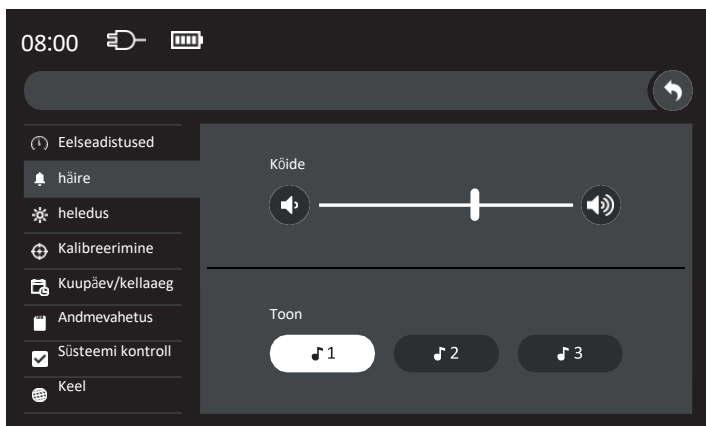 08:00
Eelseadistused
häire
heledus
Kalibreerimine
Kuupäev/kellaaeg
Andmevahetus
Süsteemi kontroll
Keel
Köide
Toon
1
2
3